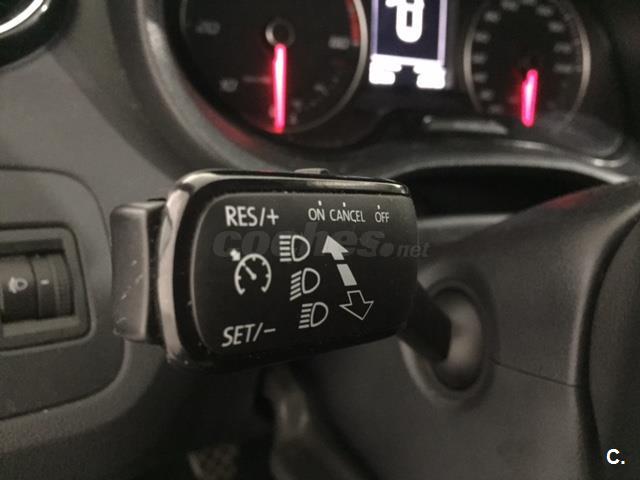 RES/+
ON CANCEL OFF
SET/-
coches.net
C.